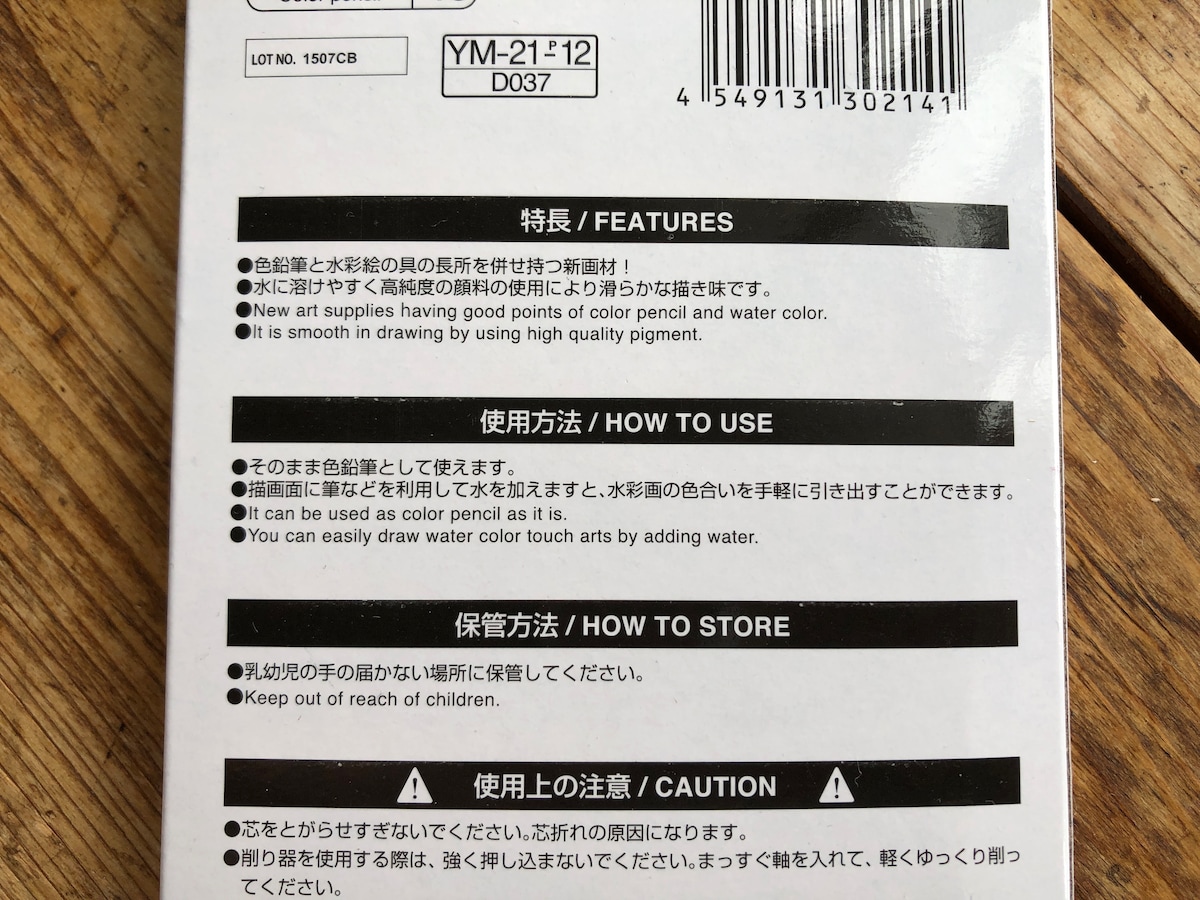 Color pencil
LOT NO. 1507CB
YM-21-P-12
D037
4 549131 302141
特長 / FEATURES
●色鉛筆と水彩絵の具の長所を併せ持つ新画材！
●水に溶けやすく高純度の顔料の使用により滑らかな描き味です。
●New art supplies having good points of color pencil and water color.
●It is smooth in drawing by using high quality pigment.
使用方法 / HOW TO USE
●そのまま色鉛筆として使えます。
●描画面に筆などを利用して水を加えますと、水彩画の色合いを手軽に引き出すことができます。
●It can be used as color pencil as it is.
●You can easily draw water color touch arts by adding water.
保管方法 / HOW TO STORE
●乳幼児の手の届かない場所に保管してください。
●Keep out of reach of children.
使用上の注意 / CAUTION
●芯をとがらせすぎないでください。芯折れの原因になります。
●削り器を使用する際は、強く押し込まないでください。まっすぐ軸を入れて、軽くゆっくり削っ
てください。